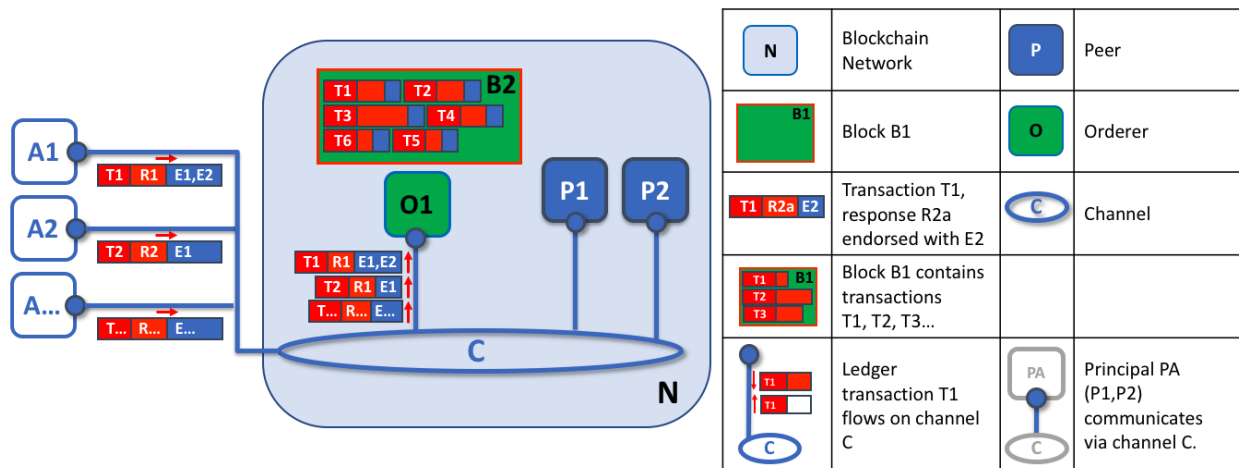 A1
T1 R1 E1,E2
A2
T2 R2 E1
A...
T... R... E...
B2
T1 T2
T3 T4
T6 T5
O1
P1
P2
T1 R1 E1,E2
T2 R1 E1
T... R... E...
C
N
N
Blockchain
Network
P
Peer
B1
Block B1
O
Orderer
T1 R2a E2
Transaction T1,
response R2a
endorsed with E2
C
Channel
B1
T1
T2
T3
Block B1 contains
transactions
T1, T2, T3...
T1
T1
C
Ledger
transaction T1
flows on channel
C
PA
C
Principal PA
(P1,P2)
communicates
via channel C.